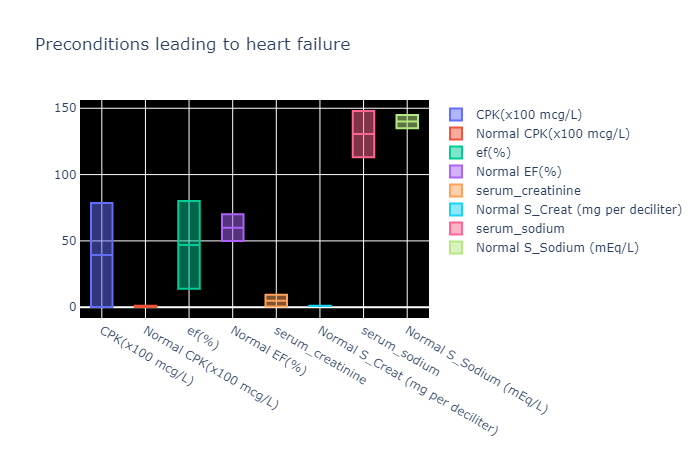 Preconditions leading to heart failure
150
100
50
0
CPK(x100 mcg/L)
Normal CPK(x100 mcg/L)
ef(%)
Normal EF(%)
serum_creatinine
Normal S_Creat (mg per deciliter)
serum_sodium
Normal S_Sodium (mEq/L)
CPK(x100 mcg/L)
Normal CPK(x100 mcg/L)
ef(%)
Normal EF(%)
serum_creatinine
Normal S_Creat (mg per deciliter)
serum_sodium
Normal S_Sodium (mEq/L)